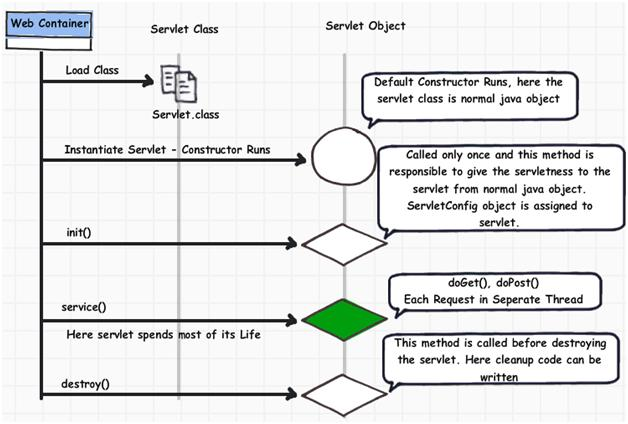 Web Container
Servlet Class
Servlet Object
Load Class
Servlet.class
Default Constructor Runs, here the
servlet class is normal java object
Instantiate Servlet - Constructor Runs
Called only once and this method is
responsible to give the servletness to the
servlet from normal java object.
ServletConfig object is assigned to
servlet.
init()
doGet(), doPost()
Each Request in Seperate Thread
service()
Here servlet spends most of its Life
This method is called before destroying
the servlet. Here cleanup code can be
written
destroy()